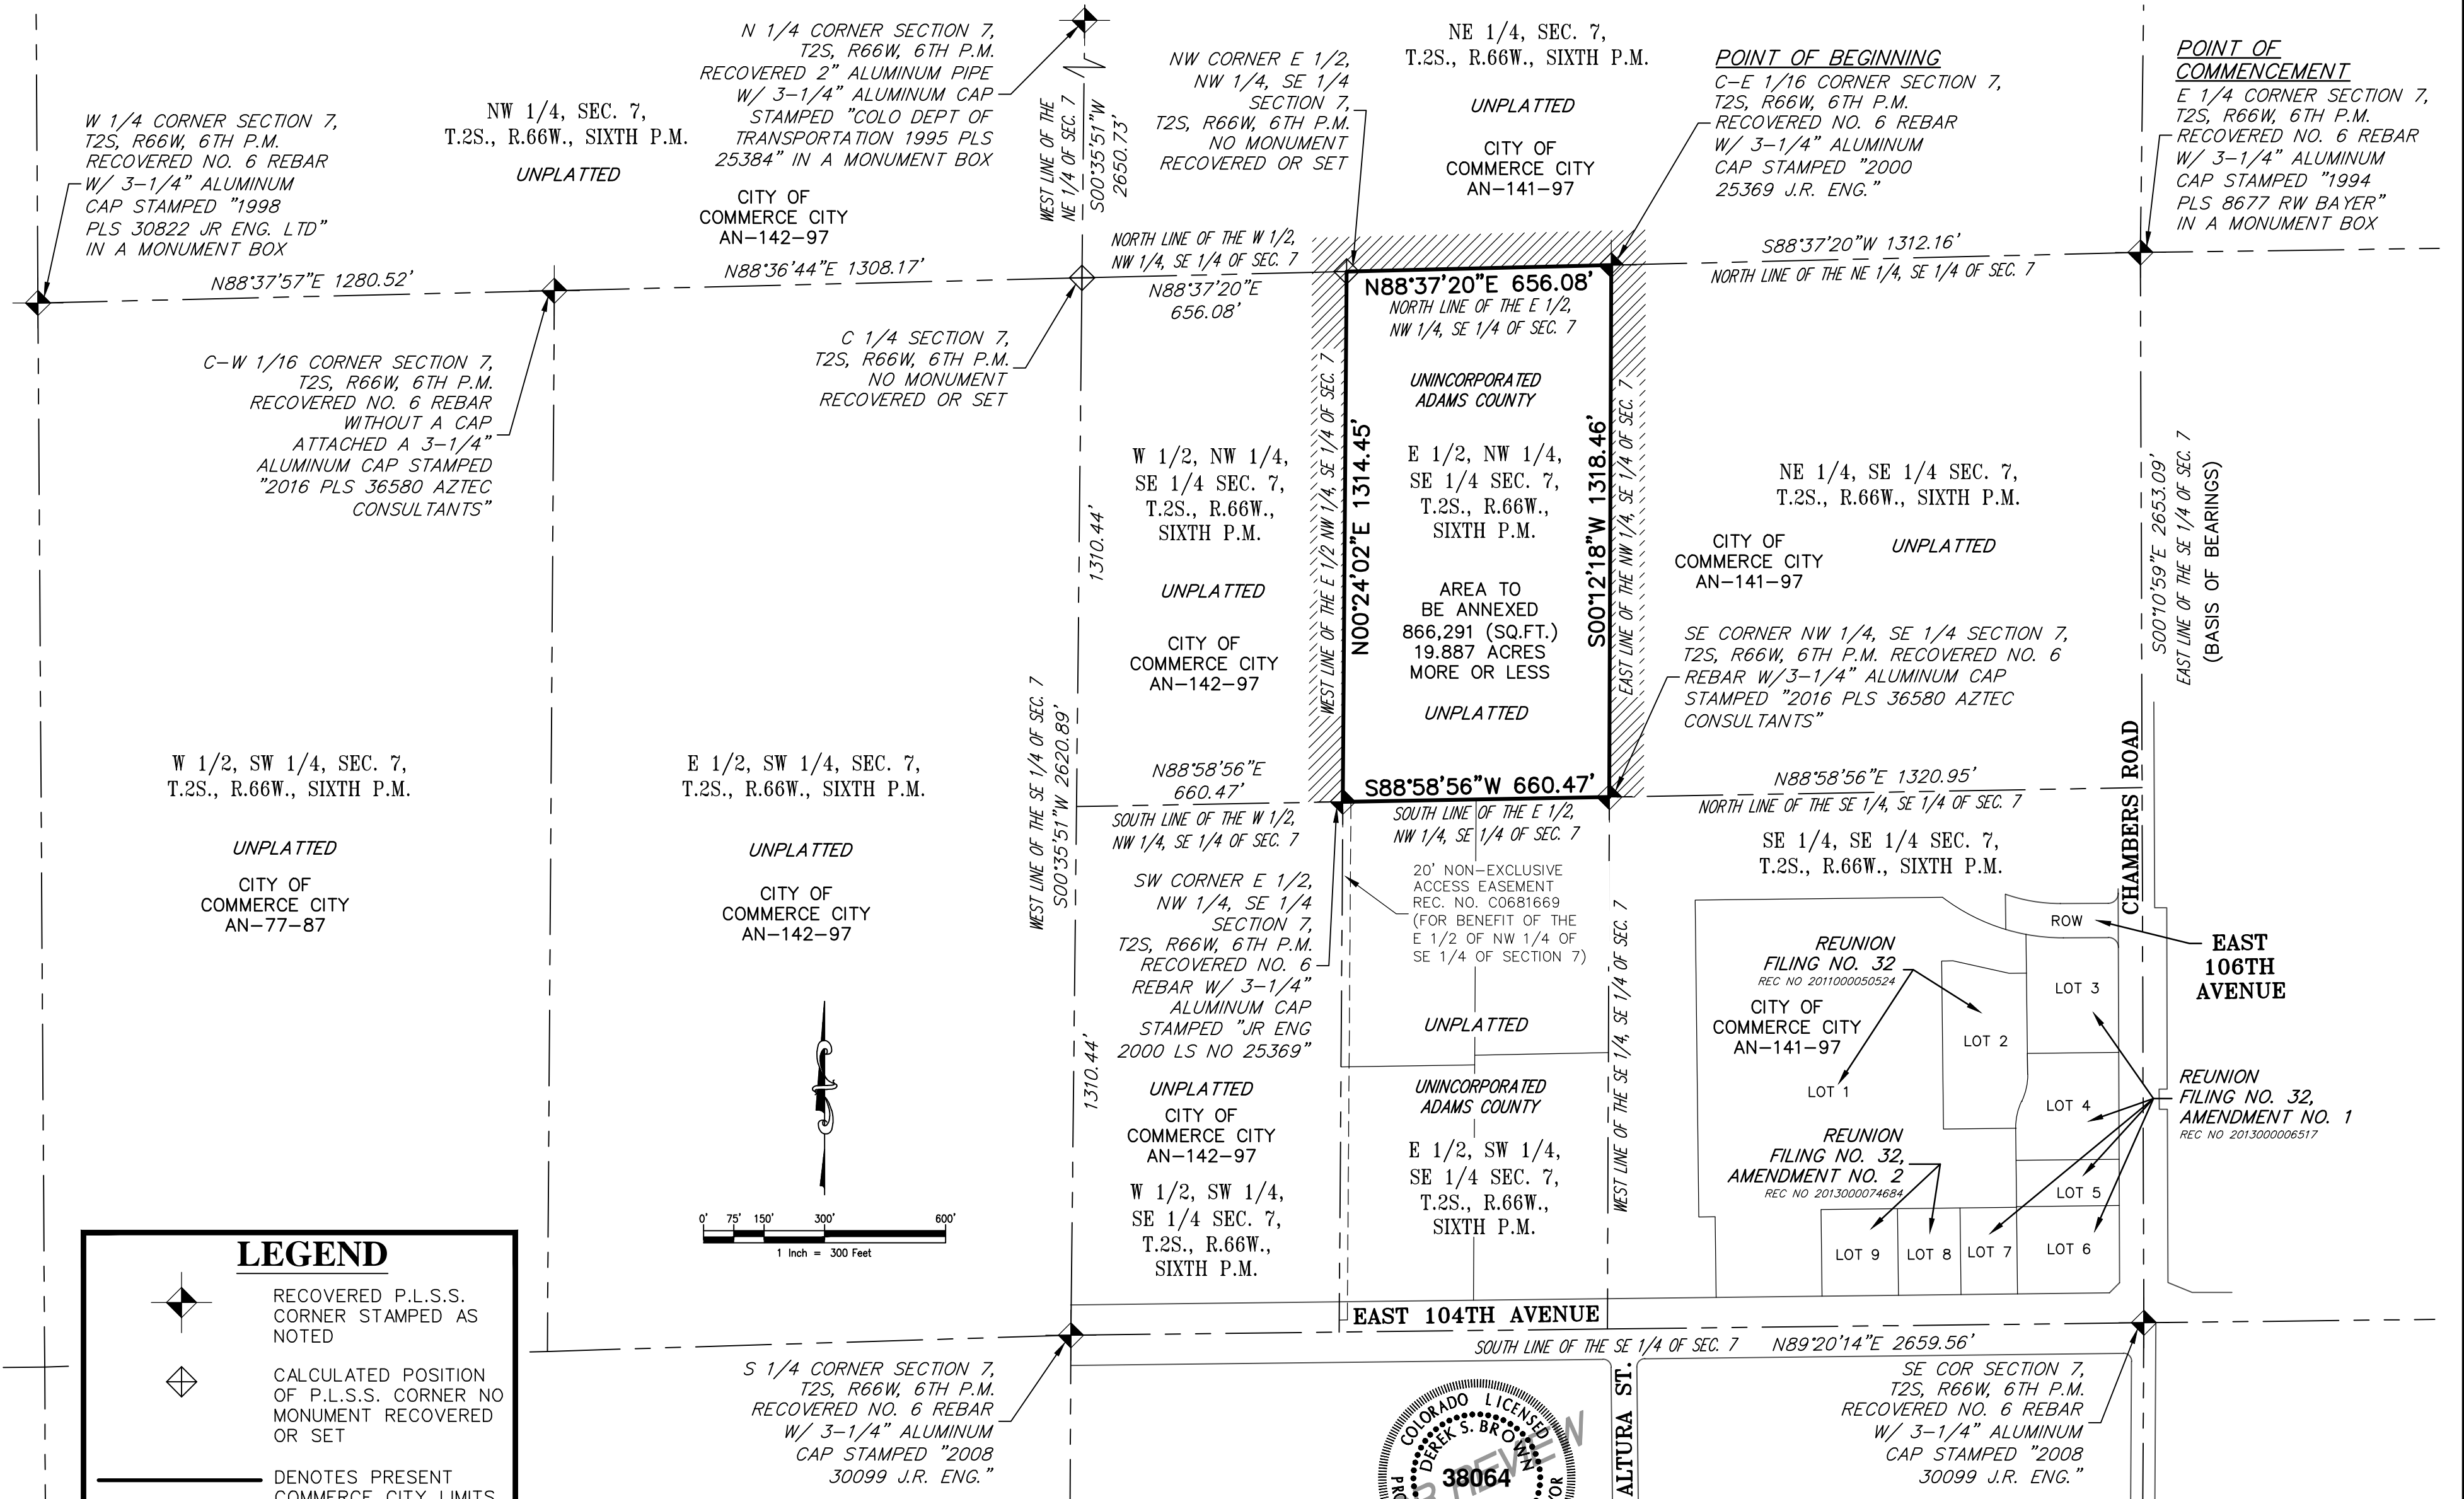 N 1/4 CORNER SECTION 7,
T2S, R66W, 6TH P.M.
RECOVERED 2" ALUMINUM PIPE
W/ 3-1/4" ALUMINUM CAP
STAMPED "COLO DEPT OF
TRANSPORTATION 1995 PLS
25384" IN A MONUMENT BOX
W 1/4 CORNER SECTION 7,
T2S, R66W, 6TH P.M.
RECOVERED NO. 6 REBAR
W/ 3-1/4" ALUMINUM
CAP STAMPED "1998
PLS 30822 JR ENG. LTD"
IN A MONUMENT BOX
NW 1/4, SEC. 7,
T.2S., R.66W., SIXTH P.M.
UNPLATTED
CITY OF
COMMERCE CITY
AN-142-97
WEST LINE OF THE
NE 1/4 OF SEC. 7
S00°35'51"W
2650.73'
NW CORNER E 1/2,
NW 1/4, SE 1/4
SECTION 7,
T2S, R66W, 6TH P.M.
NO MONUMENT
RECOVERED OR SET
NE 1/4, SEC. 7,
T.2S., R.66W., SIXTH P.M.
UNPLATTED
CITY OF
COMMERCE CITY
AN-141-97
POINT OF BEGINNING
C-E 1/16 CORNER SECTION 7,
T2S, R66W, 6TH P.M.
RECOVERED NO. 6 REBAR
W/ 3-1/4" ALUMINUM
CAP STAMPED "2000
25369 J.R. ENG."
POINT OF
COMMENCEMENT
E 1/4 CORNER SECTION 7,
T2S, R66W, 6TH P.M.
RECOVERED NO. 6 REBAR
W/ 3-1/4" ALUMINUM
CAP STAMPED "1994
PLS 8677 RW BAYER"
IN A MONUMENT BOX
N88°37'57"E 1280.52'
N88°36'44"E 1308.17'
NORTH LINE OF THE W 1/2,
NW 1/4, SE 1/4 OF SEC. 7
N88°37'20"E
656.08'
N88°37'20"E 656.08'
NORTH LINE OF THE E 1/2,
NW 1/4, SE 1/4 OF SEC. 7
S88°37'20"W 1312.16'
NORTH LINE OF THE NE 1/4, SE 1/4 OF SEC. 7
C-W 1/16 CORNER SECTION 7,
T2S, R66W, 6TH P.M.
RECOVERED NO. 6 REBAR
WITHOUT A CAP
ATTACHED A 3-1/4"
ALUMINUM CAP STAMPED
"2016 PLS 36580 AZTEC
CONSULTANTS"
C 1/4 SECTION 7,
T2S, R66W, 6TH P.M.
NO MONUMENT
RECOVERED OR SET
1310.44'
W 1/2, NW 1/4,
SE 1/4 SEC. 7,
T.2S., R.66W.,
SIXTH P.M.
UNPLATTED
CITY OF
COMMERCE CITY
AN-142-97
WEST LINE OF THE E 1/2 NW 1/4, SE 1/4 OF SEC. 7
N00°24'02"E 1314.45'
UNINCORPORATED
ADAMS COUNTY
E 1/2, NW 1/4,
SE 1/4 SEC. 7,
T.2S., R.66W.,
SIXTH P.M.
AREA TO
BE ANNEXED
866,291 (SQ.FT.)
19.887 ACRES
MORE OR LESS
UNPLATTED
S00°12'18"W 1318.46'
EAST LINE OF THE NW 1/4, SE 1/4 OF SEC. 7
NE 1/4, SE 1/4 SEC. 7,
T.2S., R.66W., SIXTH P.M.
CITY OF
COMMERCE CITY
AN-141-97
UNPLATTED
S00°10'59"E 2653.09'
EAST LINE OF THE SE 1/4 OF SEC. 7
(BASIS OF BEARINGS)
SE CORNER NW 1/4, SE 1/4 SECTION 7,
T2S, R66W, 6TH P.M. RECOVERED NO. 6
REBAR W/3-1/4" ALUMINUM CAP
STAMPED "2016 PLS 36580 AZTEC
CONSULTANTS"
W 1/2, SW 1/4, SEC. 7,
T.2S., R.66W., SIXTH P.M.
UNPLATTED
CITY OF
COMMERCE CITY
AN-77-87
E 1/2, SW 1/4, SEC. 7,
T.2S., R.66W., SIXTH P.M.
UNPLATTED
CITY OF
COMMERCE CITY
AN-142-97
WEST LINE OF THE SE 1/4 OF SEC. 7
S00°35'51"W 2620.89'
N88°58'56"E
660.47'
SOUTH LINE OF THE W 1/2,
NW 1/4, SE 1/4 OF SEC. 7
S88°58'56"W 660.47'
SOUTH LINE OF THE E 1/2,
NW 1/4, SE 1/4 OF SEC. 7
N88°58'56"E 1320.95'
NORTH LINE OF THE SE 1/4, SE 1/4 OF SEC. 7
SE 1/4, SE 1/4 SEC. 7,
T.2S., R.66W., SIXTH P.M.
CHAMBERS ROAD
SW CORNER E 1/2,
NW 1/4, SE 1/4
SECTION 7,
T2S, R66W, 6TH P.M.
RECOVERED NO. 6
REBAR W/ 3-1/4"
ALUMINUM CAP
STAMPED "JR ENG
2000 LS NO 25369"
20' NON-EXCLUSIVE
ACCESS EASEMENT
REC. NO. C0681669
(FOR BENEFIT OF THE
E 1/2 OF NW 1/4 OF
SE 1/4 OF SECTION 7)
UNPLATTED
UNINCORPORATED
ADAMS COUNTY
E 1/2, SW 1/4,
SE 1/4 SEC. 7,
T.2S., R.66W.,
SIXTH P.M.
1310.44'
UNPLATTED
CITY OF
COMMERCE CITY
AN-142-97
W 1/2, SW 1/4,
SE 1/4 SEC. 7,
T.2S., R.66W.,
SIXTH P.M.
WEST LINE OF THE SE 1/4, SE 1/4 OF SEC. 7
REUNION
FILING NO. 32
REC NO 2011000050524
CITY OF
COMMERCE CITY
AN-141-97
LOT 1
LOT 2
ROW
LOT 3
LOT 4
LOT 5
LOT 6
LOT 7
LOT 8
LOT 9
EAST
106TH
AVENUE
REUNION
FILING NO. 32,
AMENDMENT NO. 1
REC NO 2013000006517
REUNION
FILING NO. 32,
AMENDMENT NO. 2
REC NO 2013000074684
0' 75' 150' 300' 600'
1 Inch = 300 Feet
EAST 104TH AVENUE
SOUTH LINE OF THE SE 1/4 OF SEC. 7 N89°20'14"E 2659.56'
S 1/4 CORNER SECTION 7,
T2S, R66W, 6TH P.M.
RECOVERED NO. 6 REBAR
W/ 3-1/4" ALUMINUM
CAP STAMPED "2008
30099 J.R. ENG."
SE COR SECTION 7,
T2S, R66W, 6TH P.M.
RECOVERED NO. 6 REBAR
W/ 3-1/4" ALUMINUM
CAP STAMPED "2008
30099 J.R. ENG."
ALTURA ST.
COLORADO LICENSED
DEREK S. BROWN
38064
REVIEW
LEGEND
RECOVERED P.L.S.S.
CORNER STAMPED AS
NOTED
CALCULATED POSITION
OF P.L.S.S. CORNER NO
MONUMENT RECOVERED
OR SET
DENOTES PRESENT
COMMERCE CITY LIMITS